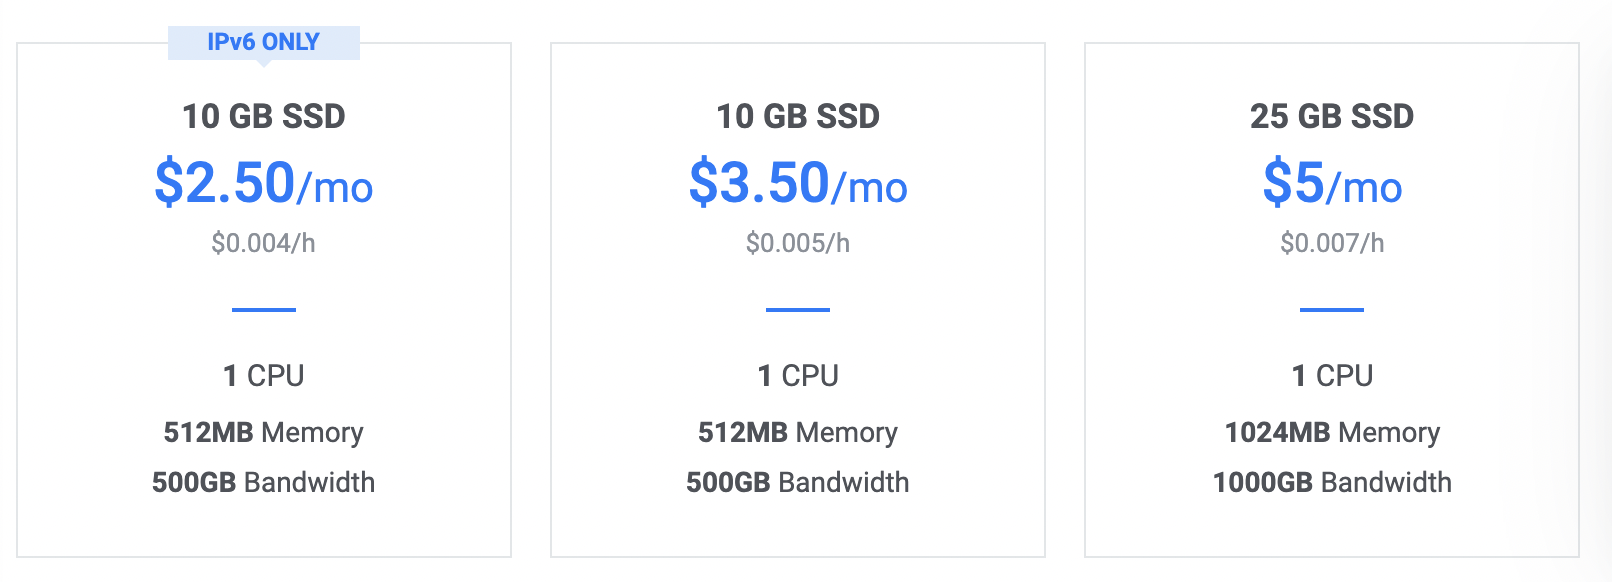 IPv6 ONLY
10 GB SSD
$2.50/mo
$0.004/h
1 CPU
512MB Memory
500GB Bandwidth
10 GB SSD
$3.50/mo
$0.005/h
1 CPU
512MB Memory
500GB Bandwidth
25 GB SSD
$5/mo
$0.007/h
1 CPU
1024MB Memory
1000GB Bandwidth